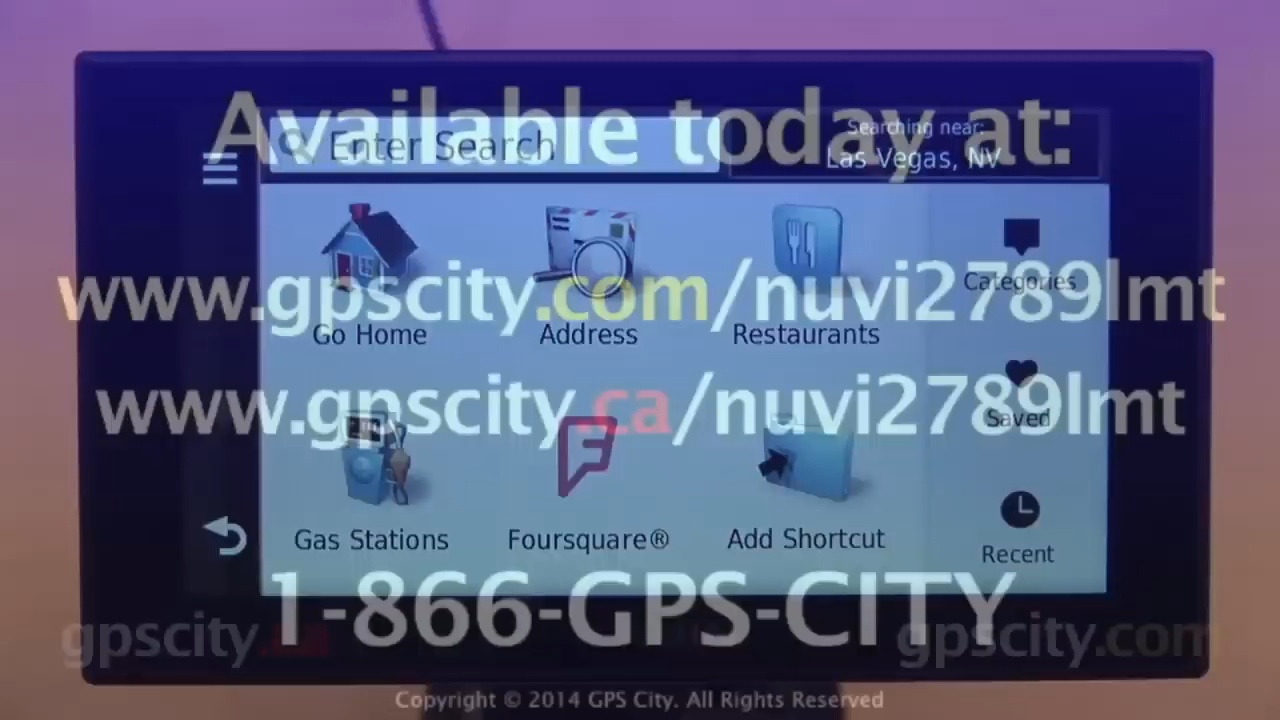 Available today at:
Enter Search
Searching near:
Las Vegas, NV
www.gpscity.com/nuvi2789lmt
Categories
Go Home
Address
Restaurants
www.gpscity.ca/nuvi2789lmt
Saved
Gas Stations
Foursquare®
Add Shortcut
Recent
1-866-GPS-CITY
gpscity.ca
gpscity.com
Copyright © 2014 GPS City. All Rights Reserved